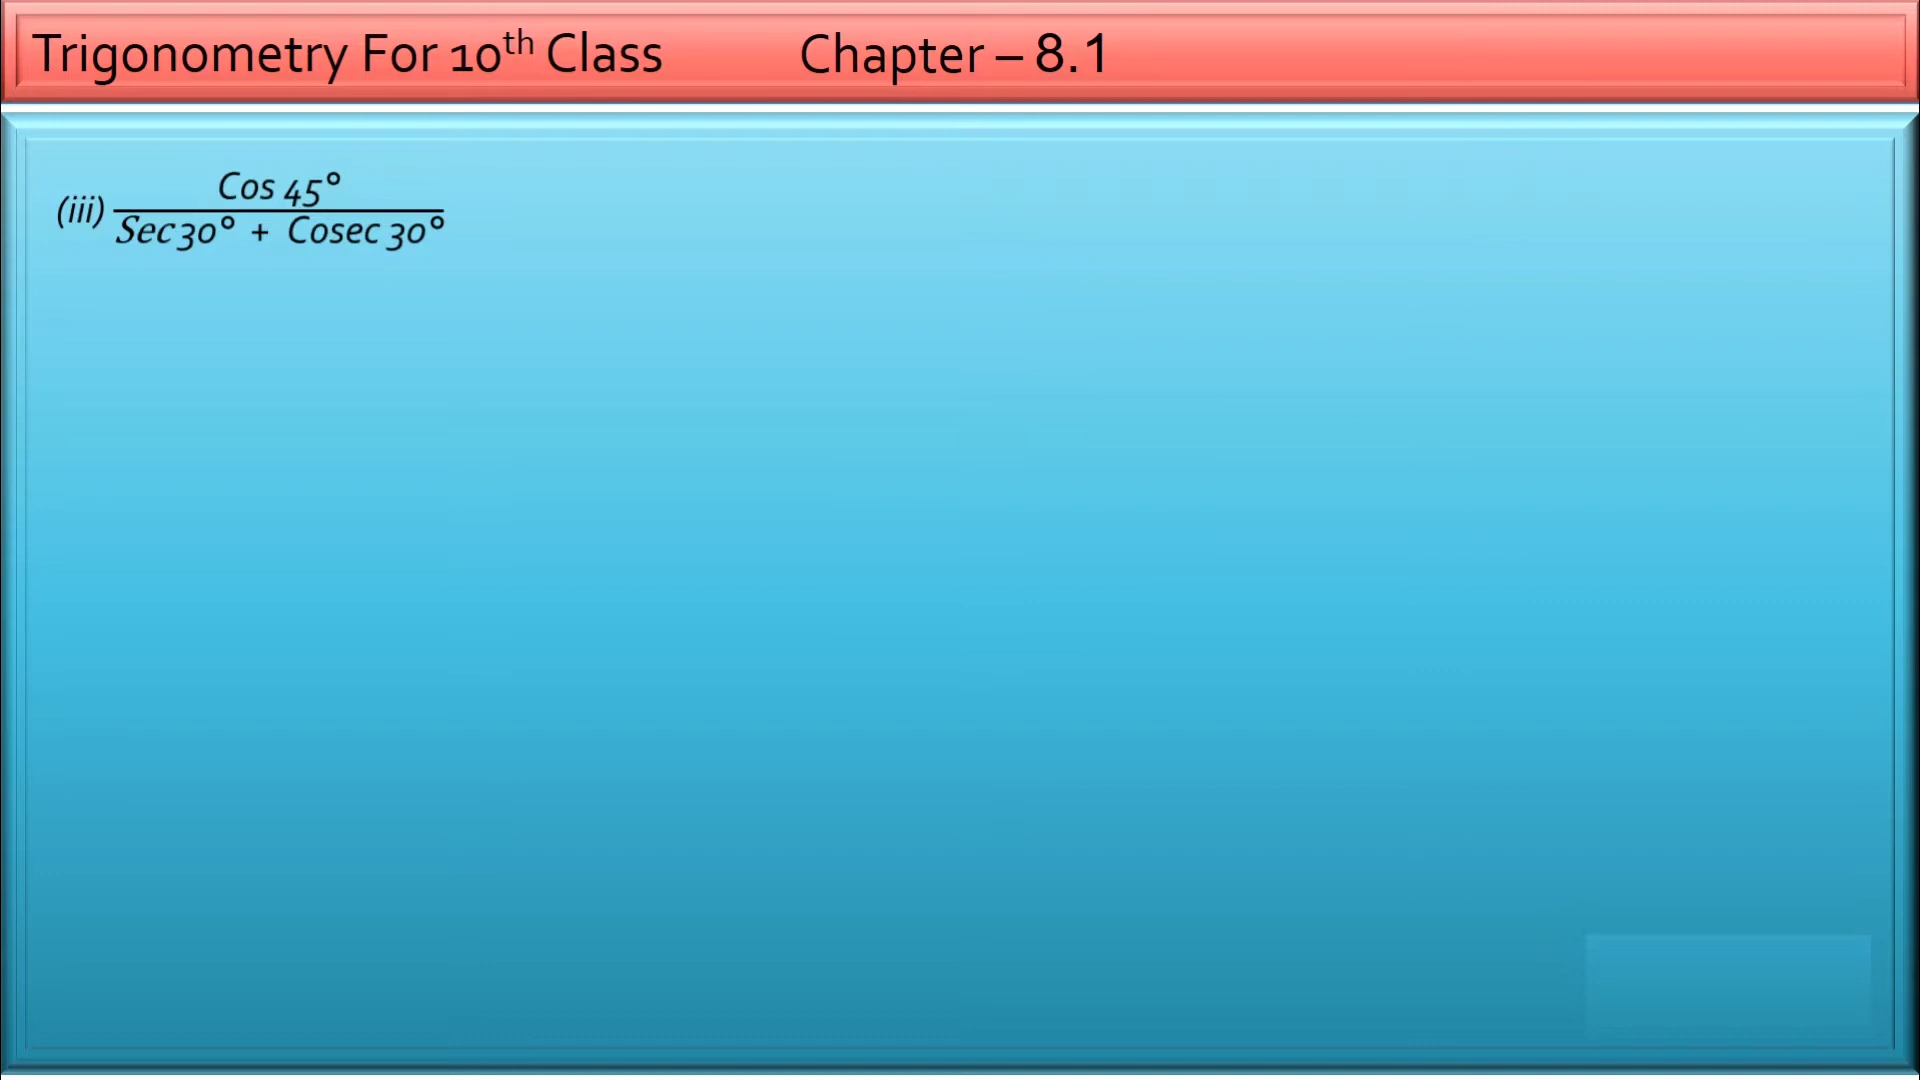 Trigonometry For 10th Class Chapter – 8.1
(iii) Cos 45°
Sec 30° + Cosec 30°